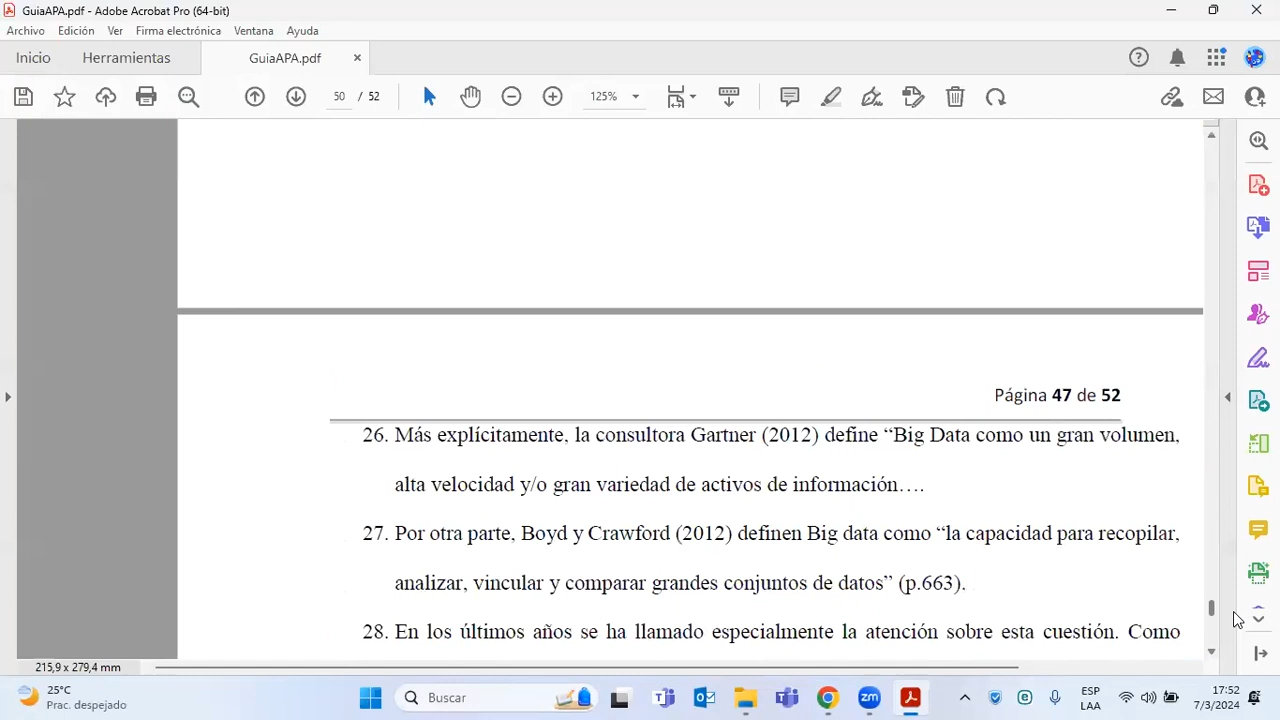 GuiaAPA.pdf - Adobe Acrobat Pro (64-bit)
Archivo Edición Ver Firma electrónica Ventana Ayuda
Inicio Herramientas GuiaAPA.pdf
50 / 52 125%
Página 47 de 52
26. Más explícitamente, la consultora Gartner (2012) define “Big Data como un gran volumen,
alta velocidad y/o gran variedad de activos de información….
27. Por otra parte, Boyd y Crawford (2012) definen Big data como “la capacidad para recopilar,
analizar, vincular y comparar grandes conjuntos de datos” (p.663).
28. En los últimos años se ha llamado especialmente la atención sobre esta cuestión. Como
215,9 x 279,4 mm
25°C
Prac. despejado
Buscar
ESP
LAA
17:52
7/3/2024